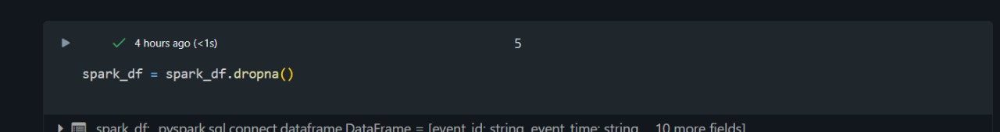 4 hours ago (<1s)
5
spark_df = spark_df.dropna()
spark_df: pyspark.sql.connect.dataframe.DataFrame = [event_id: string, event_time: string ... 10 more fields]